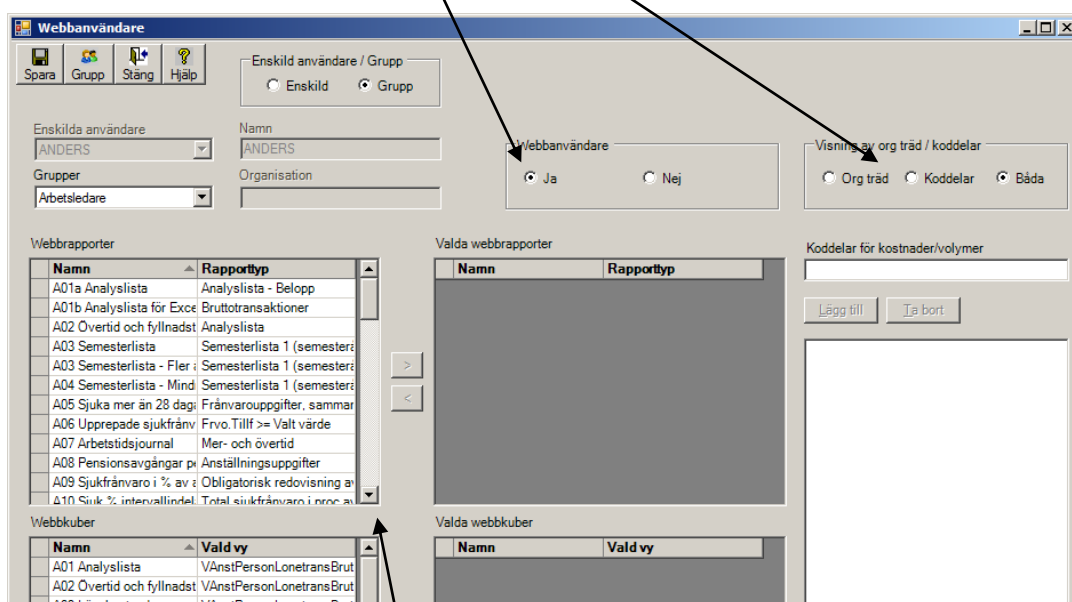 Webbanvändare
Spara Grupp Stäng Hjälp
Enskild användare / Grupp
Enskild Grupp
Enskilda användare Namn
ANDERS ANDERS
Webbanvändare Visning av org träd / koddelar
Grupper Organisation
Ja Nej Org träd Koddelar Båda
Arbetsledare
Webbrapporter Valda webbrapporter Koddelar för kostnader/volymer
Namn Rapporttyp Namn Rapporttyp
A01a Analyslista Analyslista - Belopp
A01b Analyslista för Exce Bruttotransaktioner
Lägg till Ta bort
A02 Övertid och fyllnadst Analyslista
A03 Semesterlista Semesterlista 1 (semesterä
A03 Semesterlista - Fler Semesterlista 1 (semesterä
>
A04 Semesterlista - Mind Semesterlista 1 (semesterä
A05 Sjuka mer än 28 daga Frånvarouppgifter, sammar
<
A06 Upprepade sjukfrånv Frvo.Tillf >= Valt värde
A07 Arbetstidsjournal Mer- och övertid
A08 Pensionsavgångar pe Anställningsuppgifter
A09 Sjukfrånvaro i % av a Obligatorisk redovisning av
A10 Sjuk % intervallindel Total sjukfrånvaro i proc av
Webbkuber Valda webbkuber
Namn Vald vy Namn Vald vy
A01 Analyslista VAnstPersonLonetransBrut
A02 Övertid och fyllnadst VAnstPersonLonetransBrut